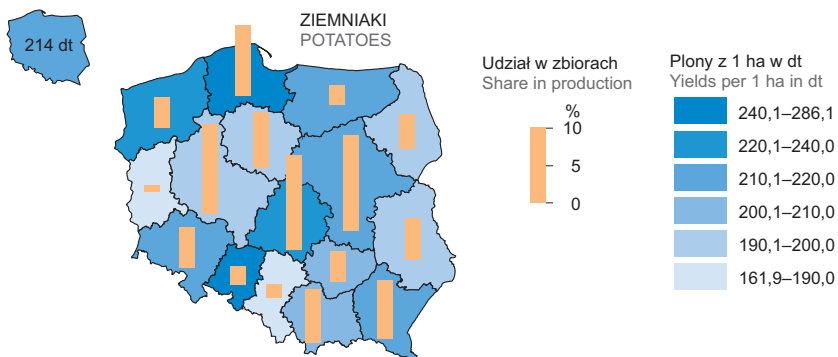 214 dt
ZIEMNIAKI
POTATOES
Udział w zbiorach
Share in production
%
10
5
0
Plony z 1 ha w dt
Yields per 1 ha in dt
240,1–286,1
220,1–240,0
210,1–220,0
200,1–210,0
190,1–200,0
161,9–190,0